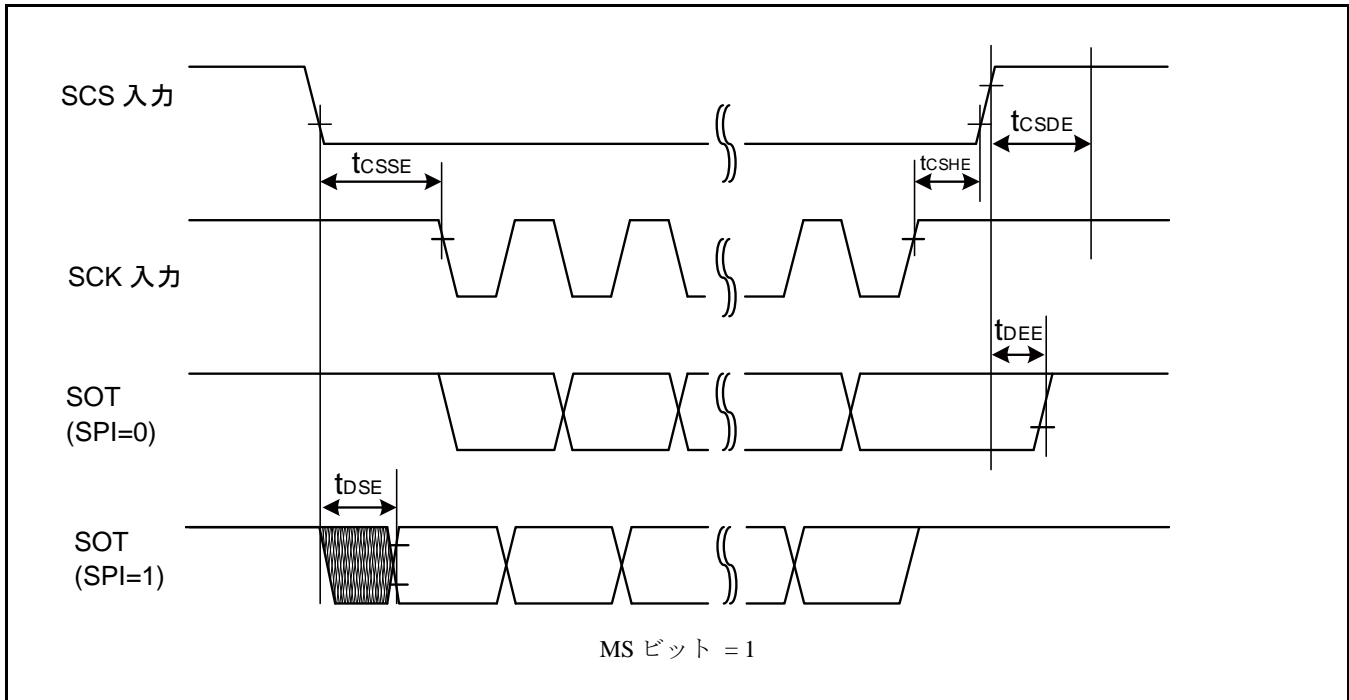 SCS 入力
tCSDE
tCSSE
tCSHE
SCK 入力
tDEE
SOT
(SPI=0)
tDSE
SOT
(SPI=1)
MS ビット = 1